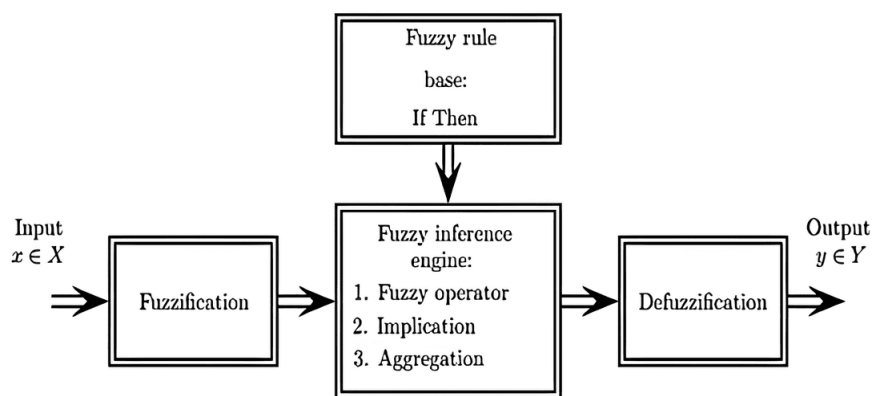 Fuzzy rule
base:
If Then
Input
x ∈ X
Fuzzification
Fuzzy inference
engine:
1. Fuzzy operator
2. Implication
3. Aggregation
Defuzzification
Output
y ∈ Y